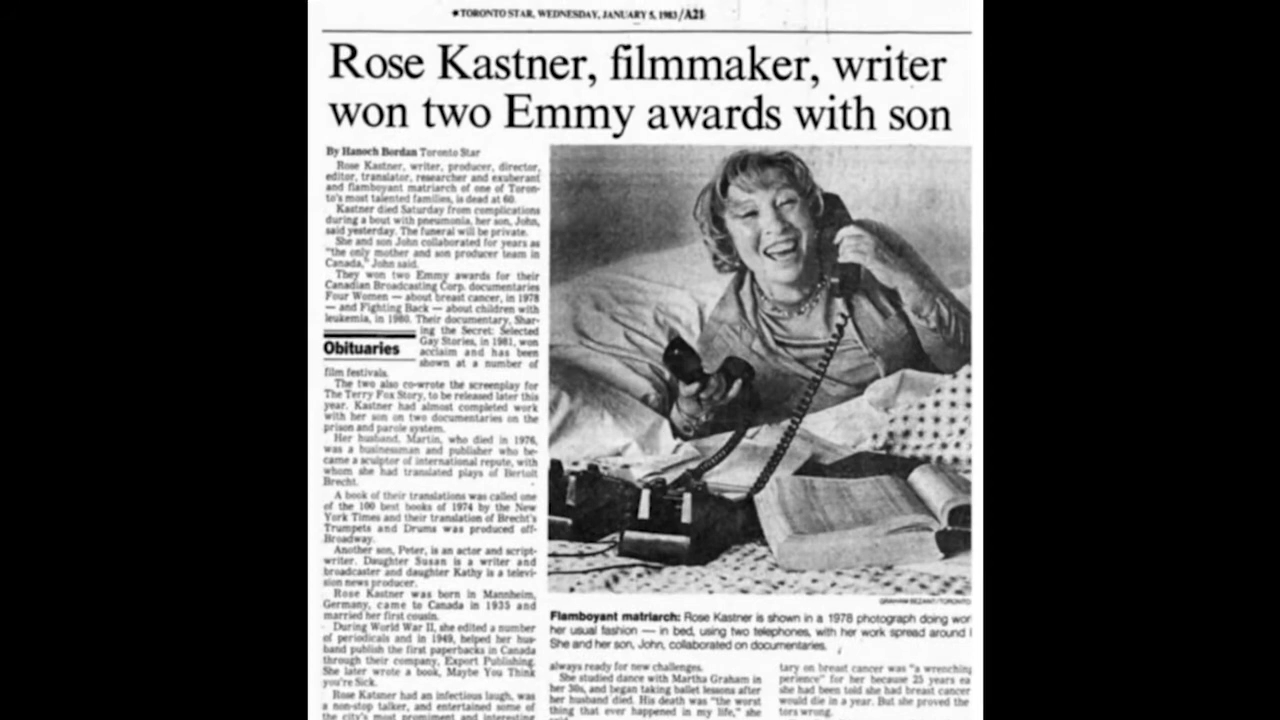 ★TORONTO STAR, WEDNESDAY, JANUARY 5, 1983/A21
Rose Kastner, filmmaker, writer
won two Emmy awards with son
By Hanoch Bordan Toronto Star
Rose Kastner, writer, producer, director,
editor, translator, researcher and exuberant
and flamboyant matriarch of one of Toron-
to's most talented families, is dead at 60.
Kastner died Saturday from complications
during a bout with pneumonia, her son, John,
said yesterday. The funeral will be private.
She and son John collaborated for years as
"the only mother and son producer team in
Canada," John said.
They won two Emmy awards for their
Canadian Broadcasting Corp. documentaries
Four Women — about breast cancer, in 1978
— and Fighting Back — about children with
leukemia, in 1980. Their documentary, Shar-
ing the Secret: Selected
Gay Stories, in 1981, won
acclaim and has been
shown at a number of
Obituaries
film festivals.
The two also co-wrote the screenplay for
The Terry Fox Story, to be released later this
year. Kastner had almost completed work
with her son on two documentaries on the
prison and parole system.
Her husband, Martin, who died in 1976,
was a businessman and publisher who be-
came a sculptor of international repute, with
whom she had translated plays of Bertolt
Brecht.
A book of their translations was called one
of the 100 best books of 1974 by the New
York Times and their translation of Brecht's
Trumpets and Drums was produced off-
Broadway.
Another son, Peter, is an actor and script-
writer. Daughter Susan is a writer and
broadcaster and daughter Kathy is a televi-
sion news producer.
Rose Kastner was born in Mannheim,
Germany, came to Canada in 1935 and
married her first cousin.
During World War II, she edited a number
of periodicals and in 1949, helped her hus-
band publish the first paperbacks in Canada
through their company, Export Publishing.
She later wrote a book, Maybe You Think
you're Sick.
Rose Katsner had an infectious laugh, was
a non-stop talker, and entertained some of
the city's most prominent and interesting
GRAHAM BEZANT/TORONTO
Flamboyant matriarch: Rose Kastner is shown in a 1978 photograph doing wor
her usual fashion — in bed, using two telephones, with her work spread around
She and her son, John, collaborated on documentaries.
always ready for new challenges.
She studied dance with Martha Graham in
her 30s, and began taking ballet lessons after
her husband died. His death was "the worst
thing that ever happened in my life," she
said.
tary on breast cancer was "a wrenching
perience" for her because 25 years ea
she had been told she had breast cancer
would die in a year. But she proved the
tors wrong.